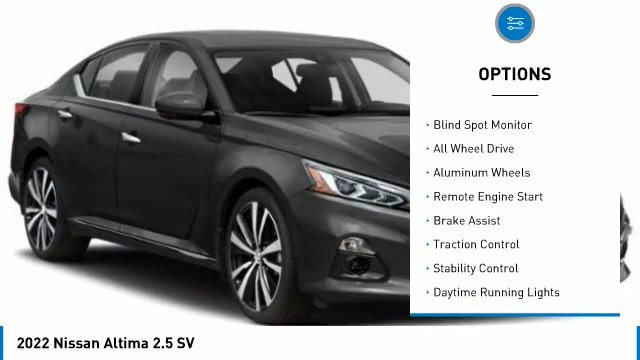 OPTIONS
• Blind Spot Monitor
• All Wheel Drive
• Aluminum Wheels
• Remote Engine Start
• Brake Assist
• Traction Control
• Stability Control
• Daytime Running Lights
2022 Nissan Altima 2.5 SV